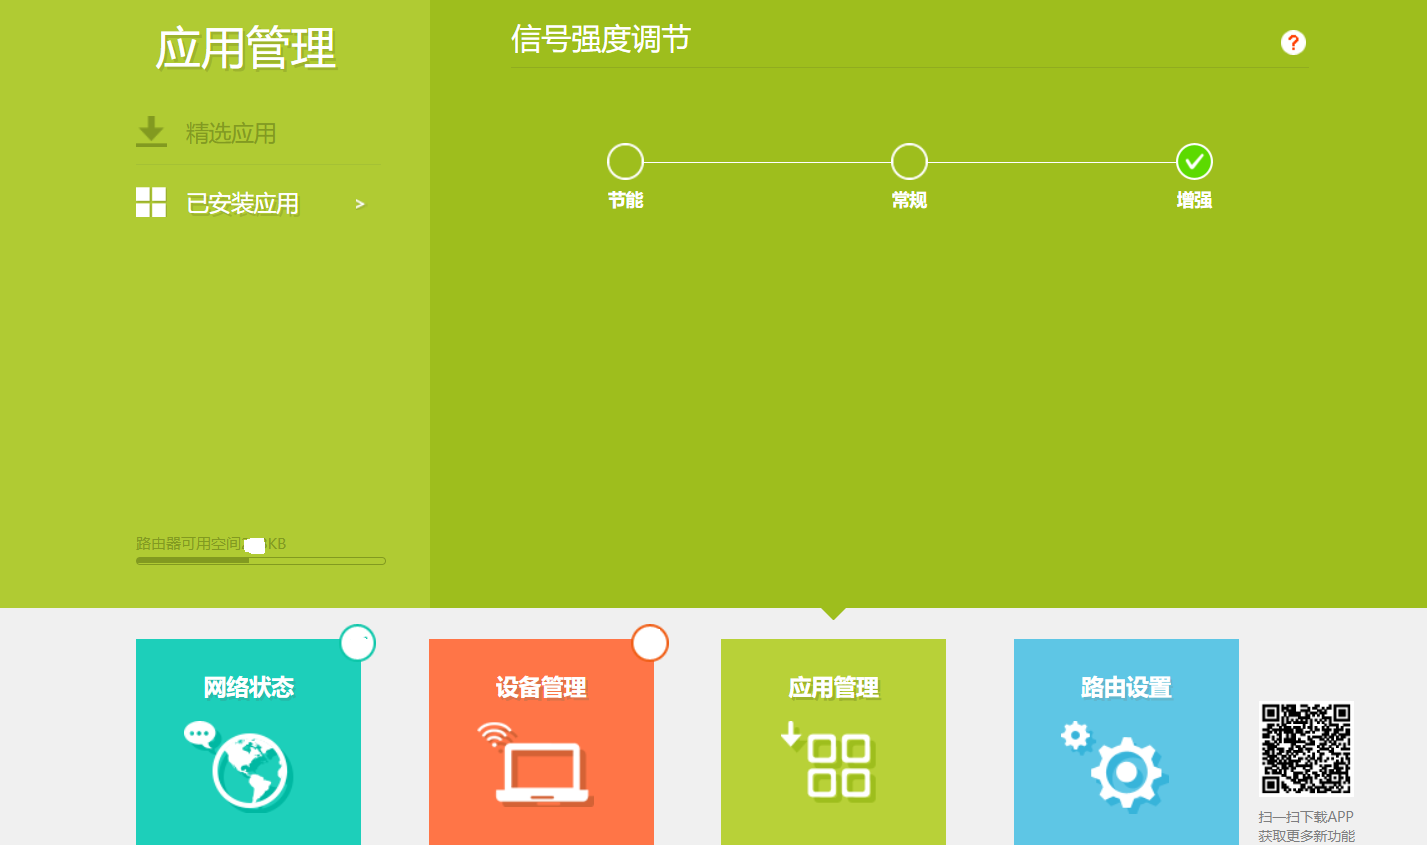 应用管理
精选应用
已安装应用 >
路由器可用空间 KB
信号强度调节
?
节能
常规
增强
网络状态
设备管理
应用管理
路由设置
扫一扫下载APP
获取更多新功能